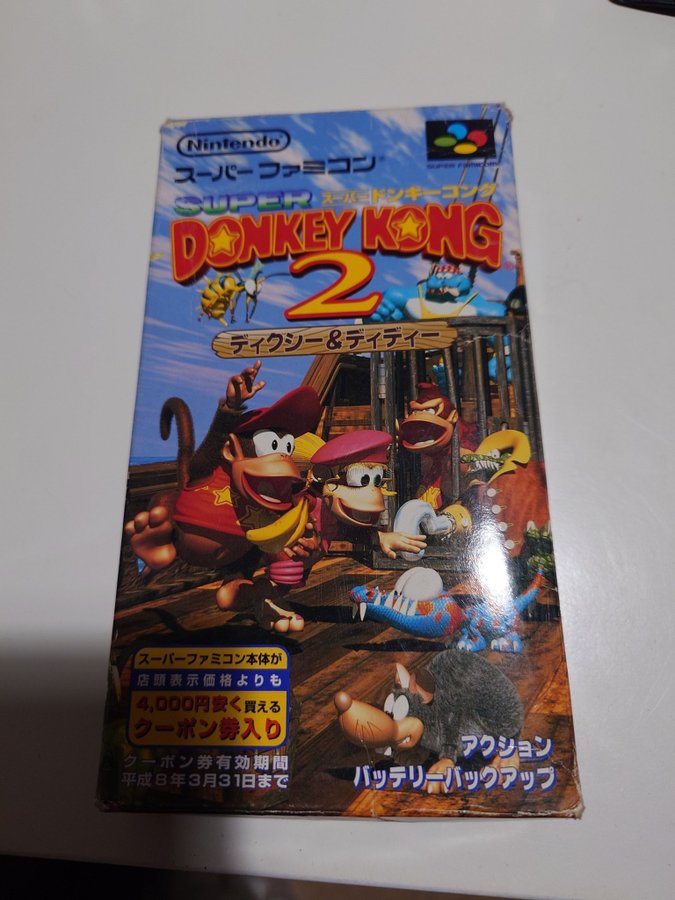 Nintendo
スーパーファミコン
SUPER FAMICOM
SUPER スーパードンキーコング
DONKEY KONG
2
ディクシー&ディディー
スーパーファミコン本体が
店頭表示価格よりも
4,000円安く買える
クーポン券入り
クーポン券有効期間
平成8年3月31日まで
アクション
バッテリーバックアップ